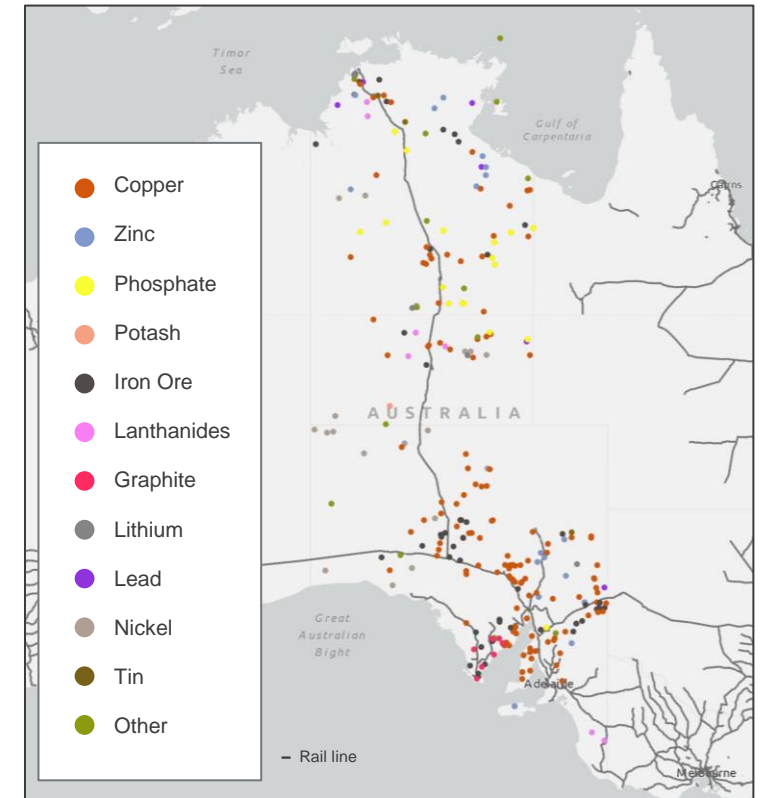 Timor
Sea
Gulf of
Carpentaria
Cairns
Copper
Zinc
Phosphate
Potash
Iron Ore
Lanthanides
Graphite
Lithium
Lead
Nickel
Tin
Other
AUSTRALIA
Great
Australian
Bight
Adelaide
Rail line
Melbourne